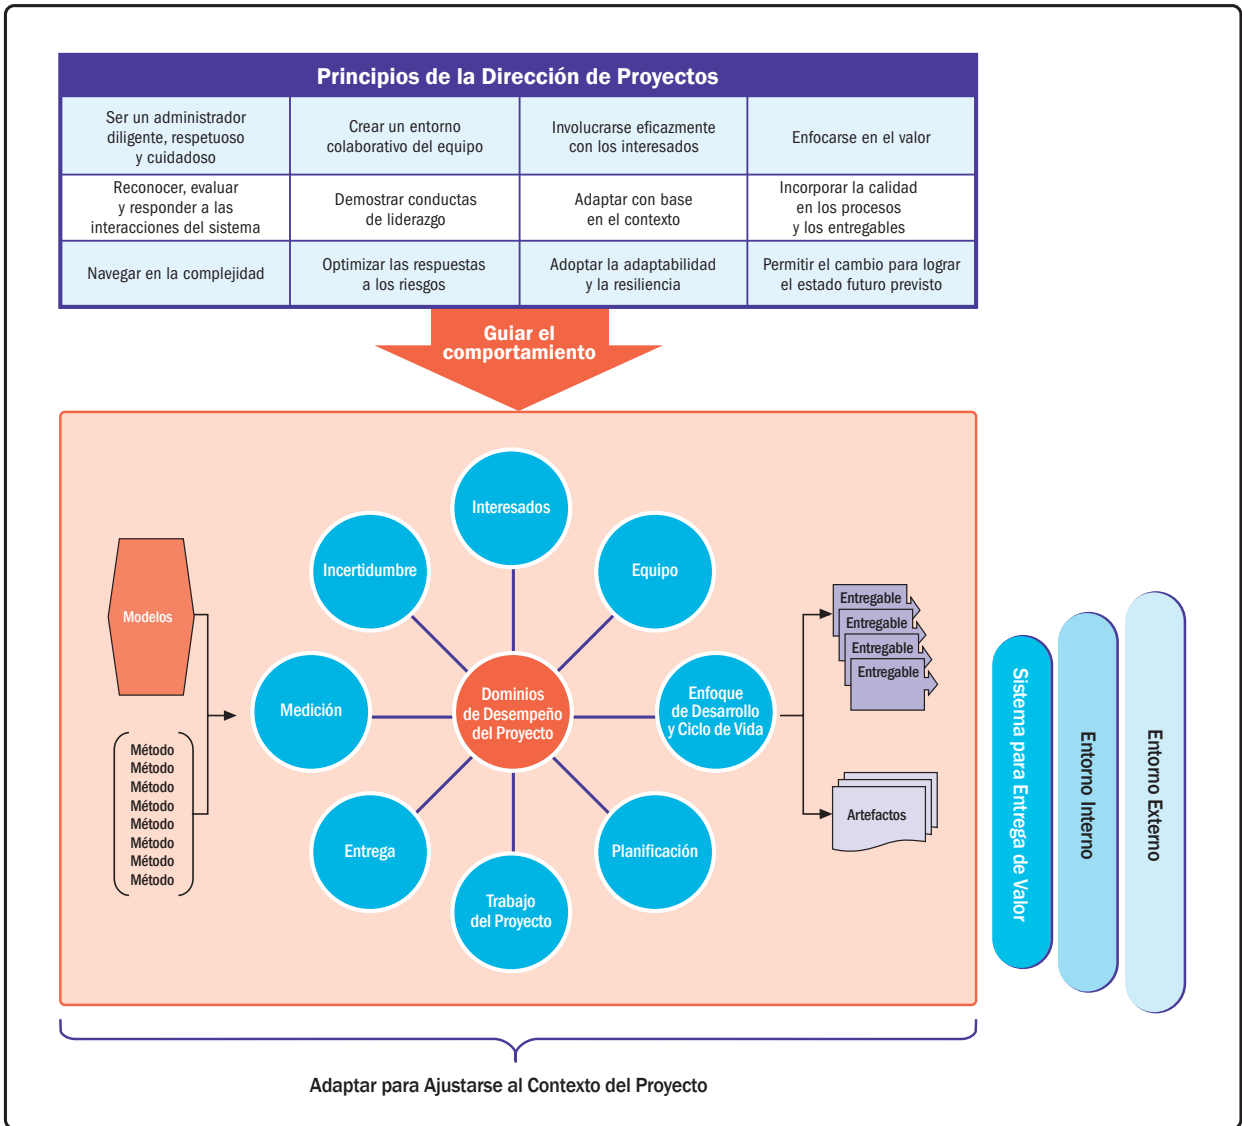 Principios de la Dirección de Proyectos
Ser un administrador
diligente, respetuoso
y cuidadoso
Crear un entorno
colaborativo del equipo
Involucrarse eficazmente
con los interesados
Enfocarse en el valor
Reconocer, evaluar
y responder a las
interacciones del sistema
Demostrar conductas
de liderazgo
Adaptar con base
en el contexto
Incorporar la calidad
en los procesos
y los entregables
Navegar en la complejidad
Optimizar las respuestas
a los riesgos
Adoptar la adaptabilidad
y la resiliencia
Permitir el cambio para lograr
el estado futuro previsto
Guiar el
comportamiento
Modelos
Método
Método
Método
Método
Método
Método
Método
Método
Interesados
Equipo
Enfoque
de Desarrollo
y Ciclo de Vida
Planificación
Trabajo
del Proyecto
Entrega
Medición
Incertidumbre
Dominios
de Desempeño
del Proyecto
Entregable
Entregable
Entregable
Entregable
Artefactos
Sistema para Entrega de Valor
Entorno Interno
Entorno Externo
Adaptar para Ajustarse al Contexto del Proyecto